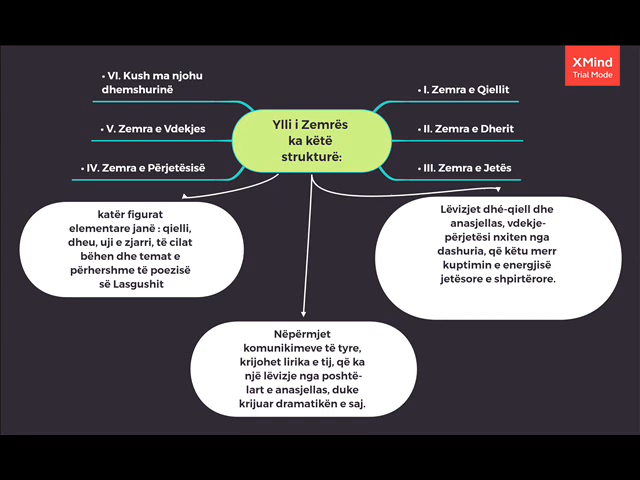 XMind
Trial Mode
Ylli i Zemrës
ka këtë
strukturë:
• I. Zemra e Qiellit
• II. Zemra e Dherit
• III. Zemra e Jetës
• IV. Zemra e Përjetësisë
• V. Zemra e Vdekjes
• VI. Kush ma njohu
dhemshurinë
katër figurat
elementare janë : qielli,
dheu, uji e zjarri, të cilat
bëhen dhe temat e
përhershme të poezisë
së Lasgushit
Nëpërmjet
komunikimeve të tyre,
krijohet lirika e tij, që ka
një lëvizje nga poshtë-
lart e anasjellas, duke
krijuar dramatikën e saj.
Lëvizjet dhé-qiell dhe
anasjellas, vdekje-
përjetësi nxiten nga
dashuria, që këtu merr
kuptimin e energjisë
jetësore e shpirtërore.